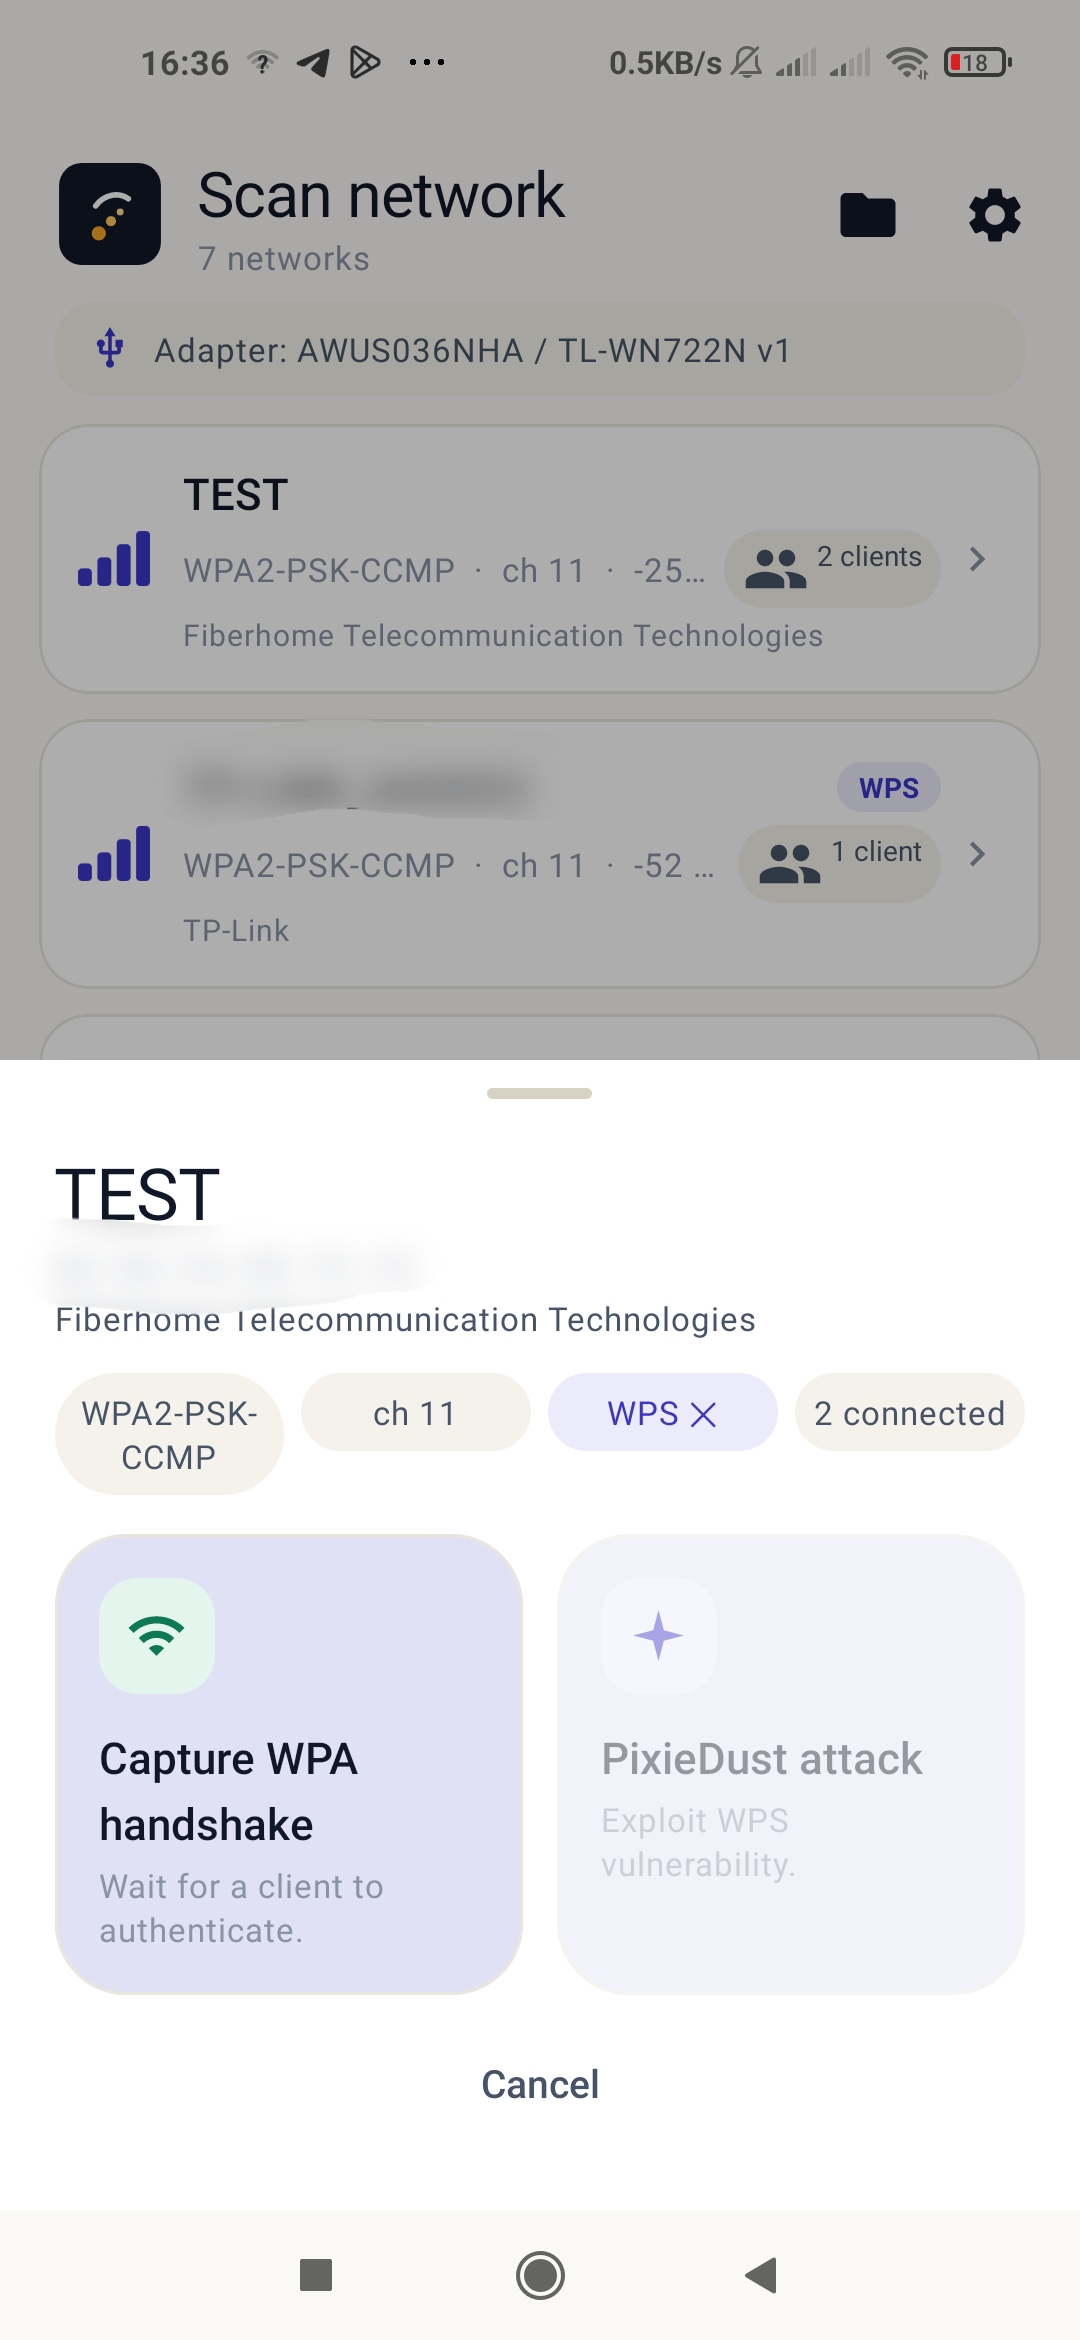 16:36
0.5KB/s
18
Scan network
7 networks
Adapter: AWUS036NHA / TL-WN722N v1
TEST
WPA2-PSK-CCMP · ch 11 · -25…
2 clients
Fiberhome Telecommunication Technologies
WPS
WPA2-PSK-CCMP · ch 11 · -52 …
1 client
TP-Link
TEST
Fiberhome Telecommunication Technologies
WPA2-PSK-
CCMP
ch 11
WPS
2 connected
Capture WPA
handshake
Wait for a client to
authenticate.
PixieDust attack
Exploit WPS
vulnerability.
Cancel